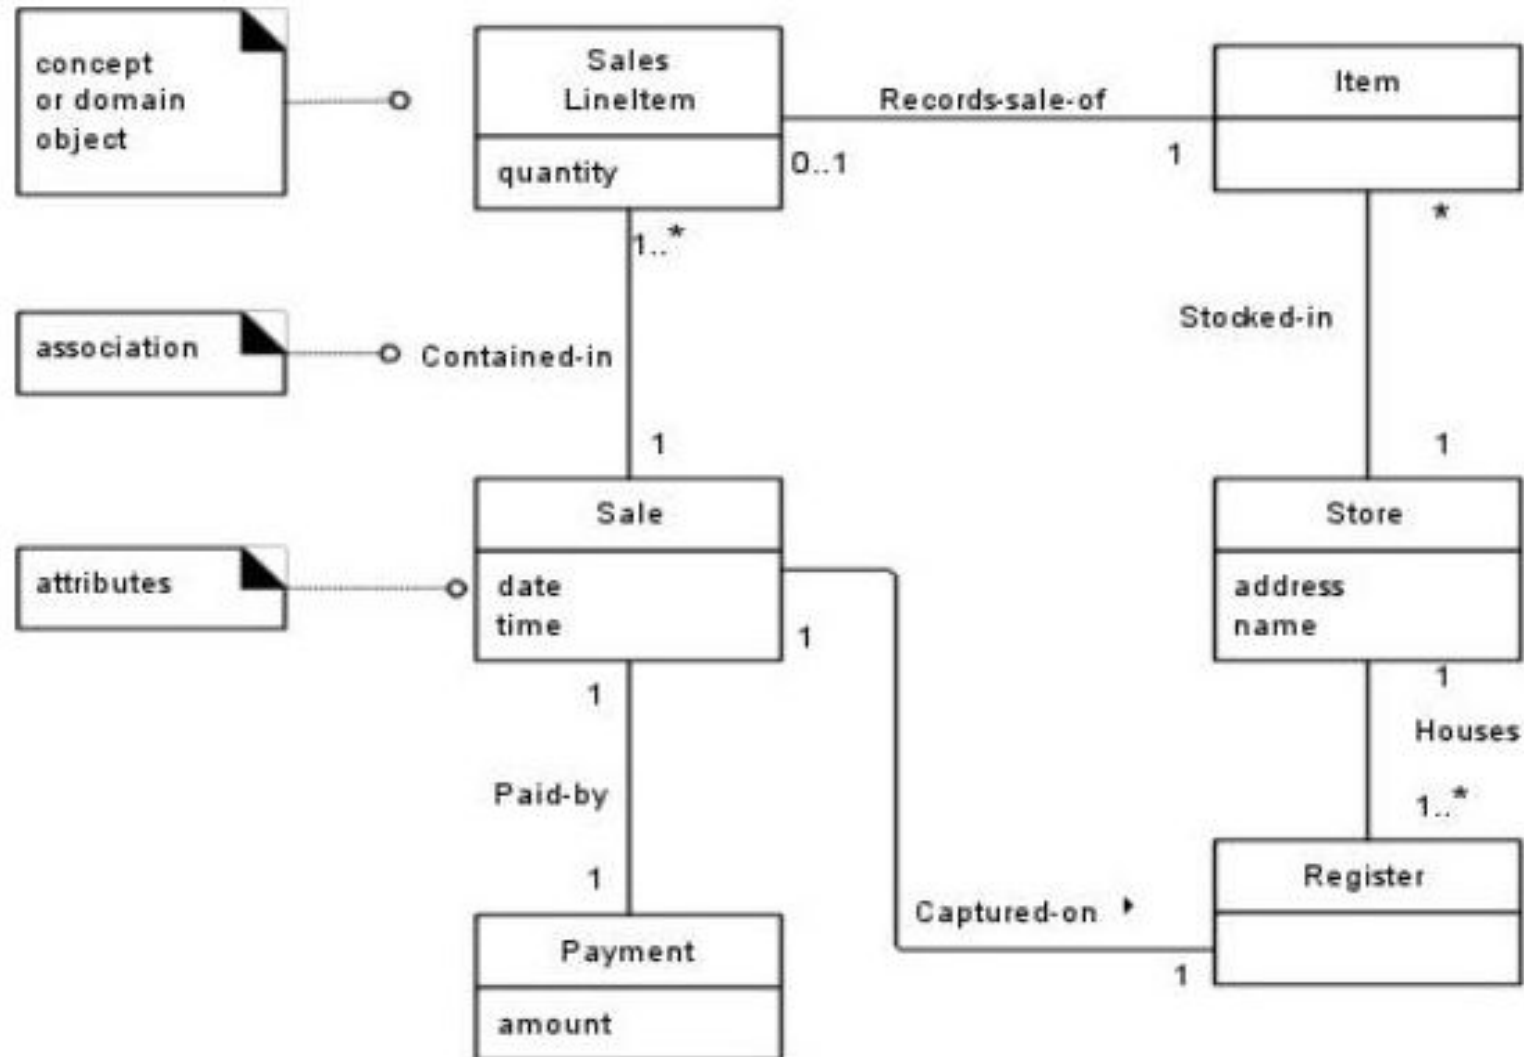 concept
or domain
object
Sales
LineItem
quantity
Records-sale-of
0..1
1
Item
*
1..*
association
Contained-in
Stocked-in
1
1
attributes
Sale
date
time
1
Store
address
name
1
1
Houses
Paid-by
1..*
1
Captured-on
Register
1
Payment
amount